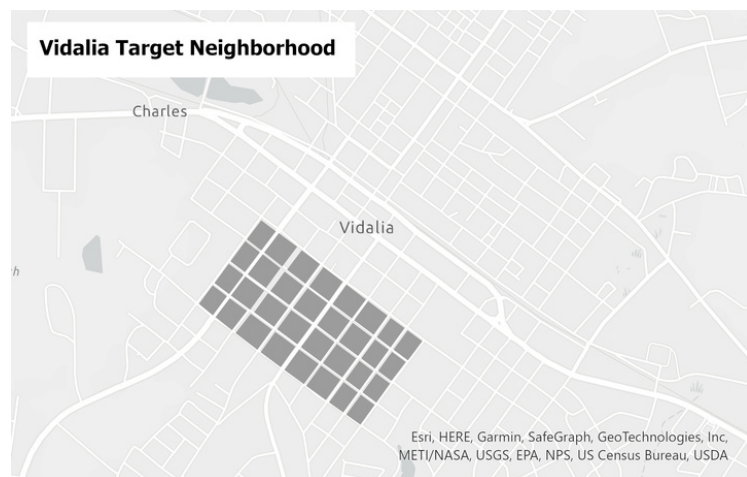 Vidalia Target Neighborhood
Charles
Vidalia
h
Esri, HERE, Garmin, SafeGraph, GeoTechnologies, Inc,
METI/NASA, USGS, EPA, NPS, US Census Bureau, USDA